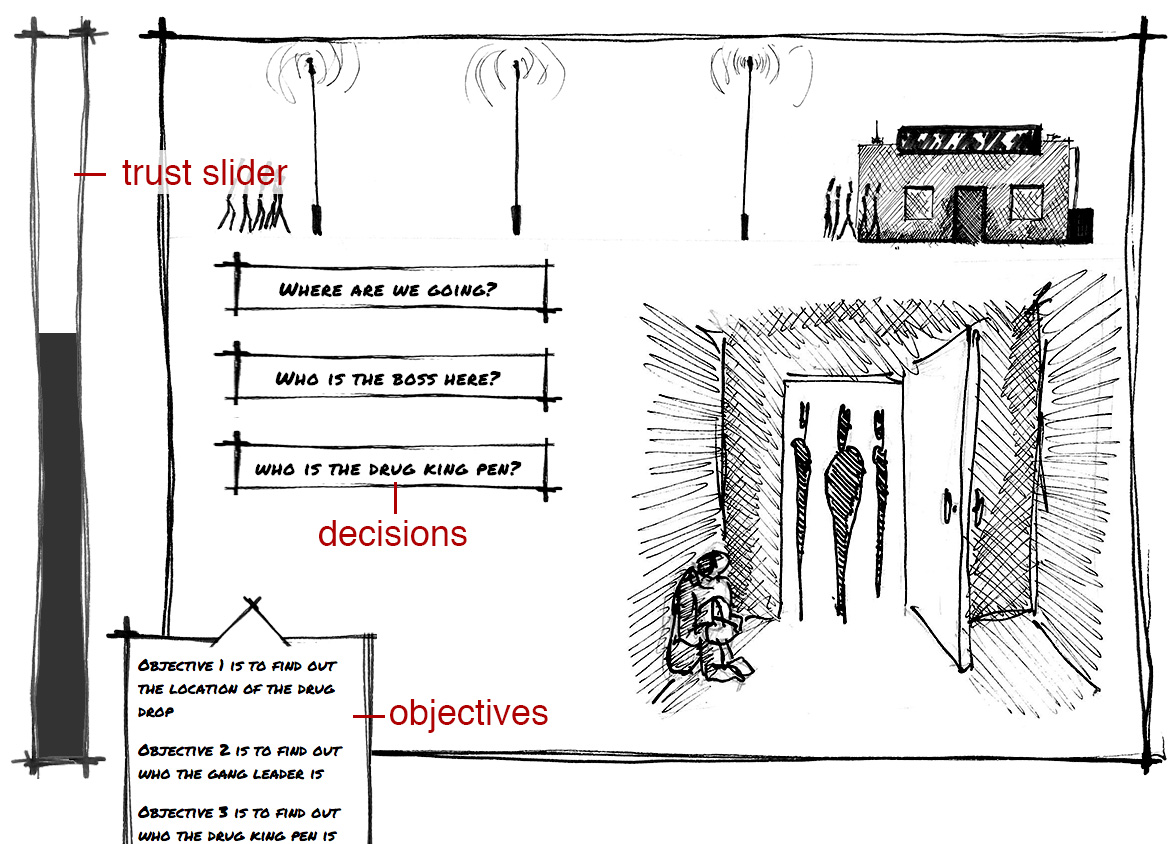 trust slider
Where are we going?
Who is the boss here?
who is the drug king pen?
decisions
Objective 1 is to find out
the location of the drug
drop
objectives
Objective 2 is to find out
who the gang leader is
Objective 3 is to find out
who the drug king pen is